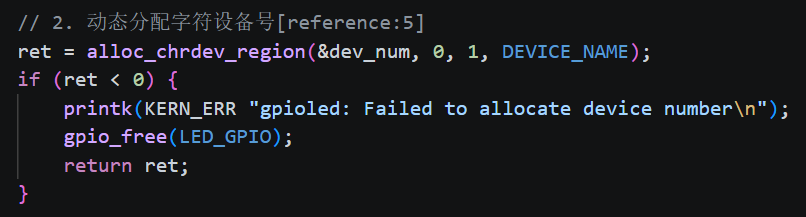 // 2. 动态分配字符设备号[reference:5]
ret = alloc_chrdev_region(&dev_num, 0, 1, DEVICE_NAME);
if (ret < 0) {
    printk(KERN_ERR "gpioled: Failed to allocate device number\n");
    gpio_free(LED_GPIO);
    return ret;
}